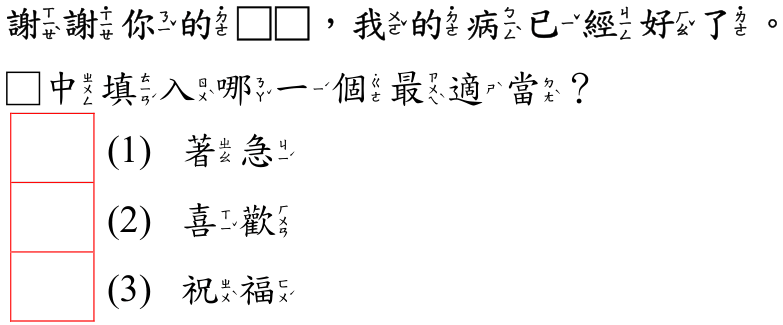 謝謝你的□□，我的病已經好了。
□中填入哪一個最適當？
(1) 著急
(2) 喜歡
(3) 祝福